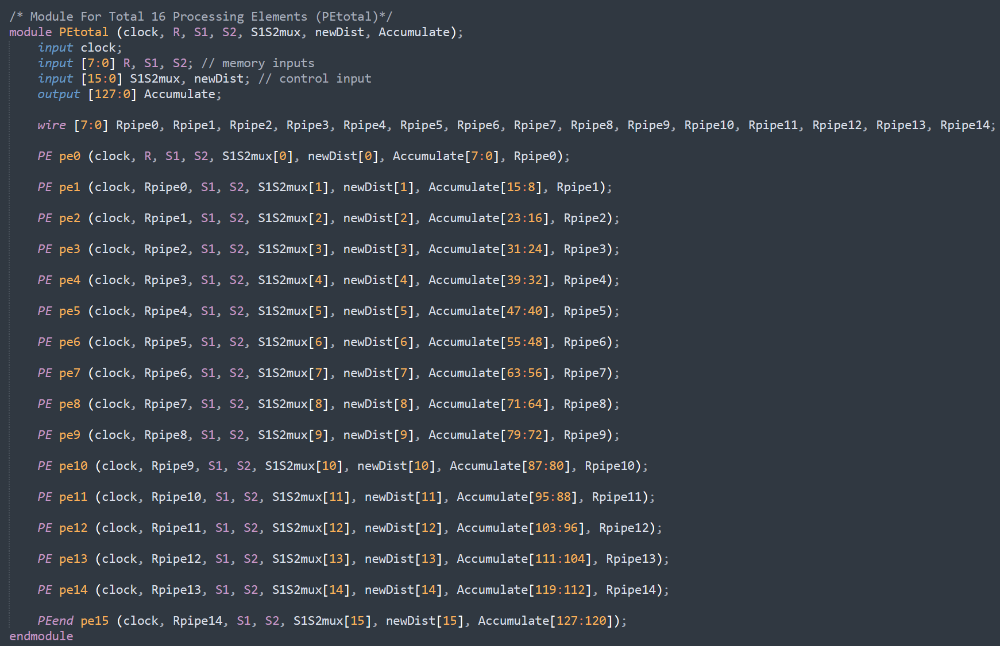 /* Module For Total 16 Processing Elements (PEtotal)*/
module PEtotal (clock, R, S1, S2, S1S2mux, newDist, Accumulate);
input clock;
input [7:0] R, S1, S2; // memory inputs
input [15:0] S1S2mux, newDist; // control input
output [127:0] Accumulate;
wire [7:0] Rpipe0, Rpipe1, Rpipe2, Rpipe3, Rpipe4, Rpipe5, Rpipe6, Rpipe7, Rpipe8, Rpipe9, Rpipe10, Rpipe11, Rpipe12, Rpipe13, Rpipe14;
PE pe0 (clock, R, S1, S2, S1S2mux[0], newDist[0], Accumulate[7:0], Rpipe0);
PE pe1 (clock, Rpipe0, S1, S2, S1S2mux[1], newDist[1], Accumulate[15:8], Rpipe1);
PE pe2 (clock, Rpipe1, S1, S2, S1S2mux[2], newDist[2], Accumulate[23:16], Rpipe2);
PE pe3 (clock, Rpipe2, S1, S2, S1S2mux[3], newDist[3], Accumulate[31:24], Rpipe3);
PE pe4 (clock, Rpipe3, S1, S2, S1S2mux[4], newDist[4], Accumulate[39:32], Rpipe4);
PE pe5 (clock, Rpipe4, S1, S2, S1S2mux[5], newDist[5], Accumulate[47:40], Rpipe5);
PE pe6 (clock, Rpipe5, S1, S2, S1S2mux[6], newDist[6], Accumulate[55:48], Rpipe6);
PE pe7 (clock, Rpipe6, S1, S2, S1S2mux[7], newDist[7], Accumulate[63:56], Rpipe7);
PE pe8 (clock, Rpipe7, S1, S2, S1S2mux[8], newDist[8], Accumulate[71:64], Rpipe8);
PE pe9 (clock, Rpipe8, S1, S2, S1S2mux[9], newDist[9], Accumulate[79:72], Rpipe9);
PE pe10 (clock, Rpipe9, S1, S2, S1S2mux[10], newDist[10], Accumulate[87:80], Rpipe10);
PE pe11 (clock, Rpipe10, S1, S2, S1S2mux[11], newDist[11], Accumulate[95:88], Rpipe11);
PE pe12 (clock, Rpipe11, S1, S2, S1S2mux[12], newDist[12], Accumulate[103:96], Rpipe12);
PE pe13 (clock, Rpipe12, S1, S2, S1S2mux[13], newDist[13], Accumulate[111:104], Rpipe13);
PE pe14 (clock, Rpipe13, S1, S2, S1S2mux[14], newDist[14], Accumulate[119:112], Rpipe14);
PEend pe15 (clock, Rpipe14, S1, S2, S1S2mux[15], newDist[15], Accumulate[127:120]);
endmodule